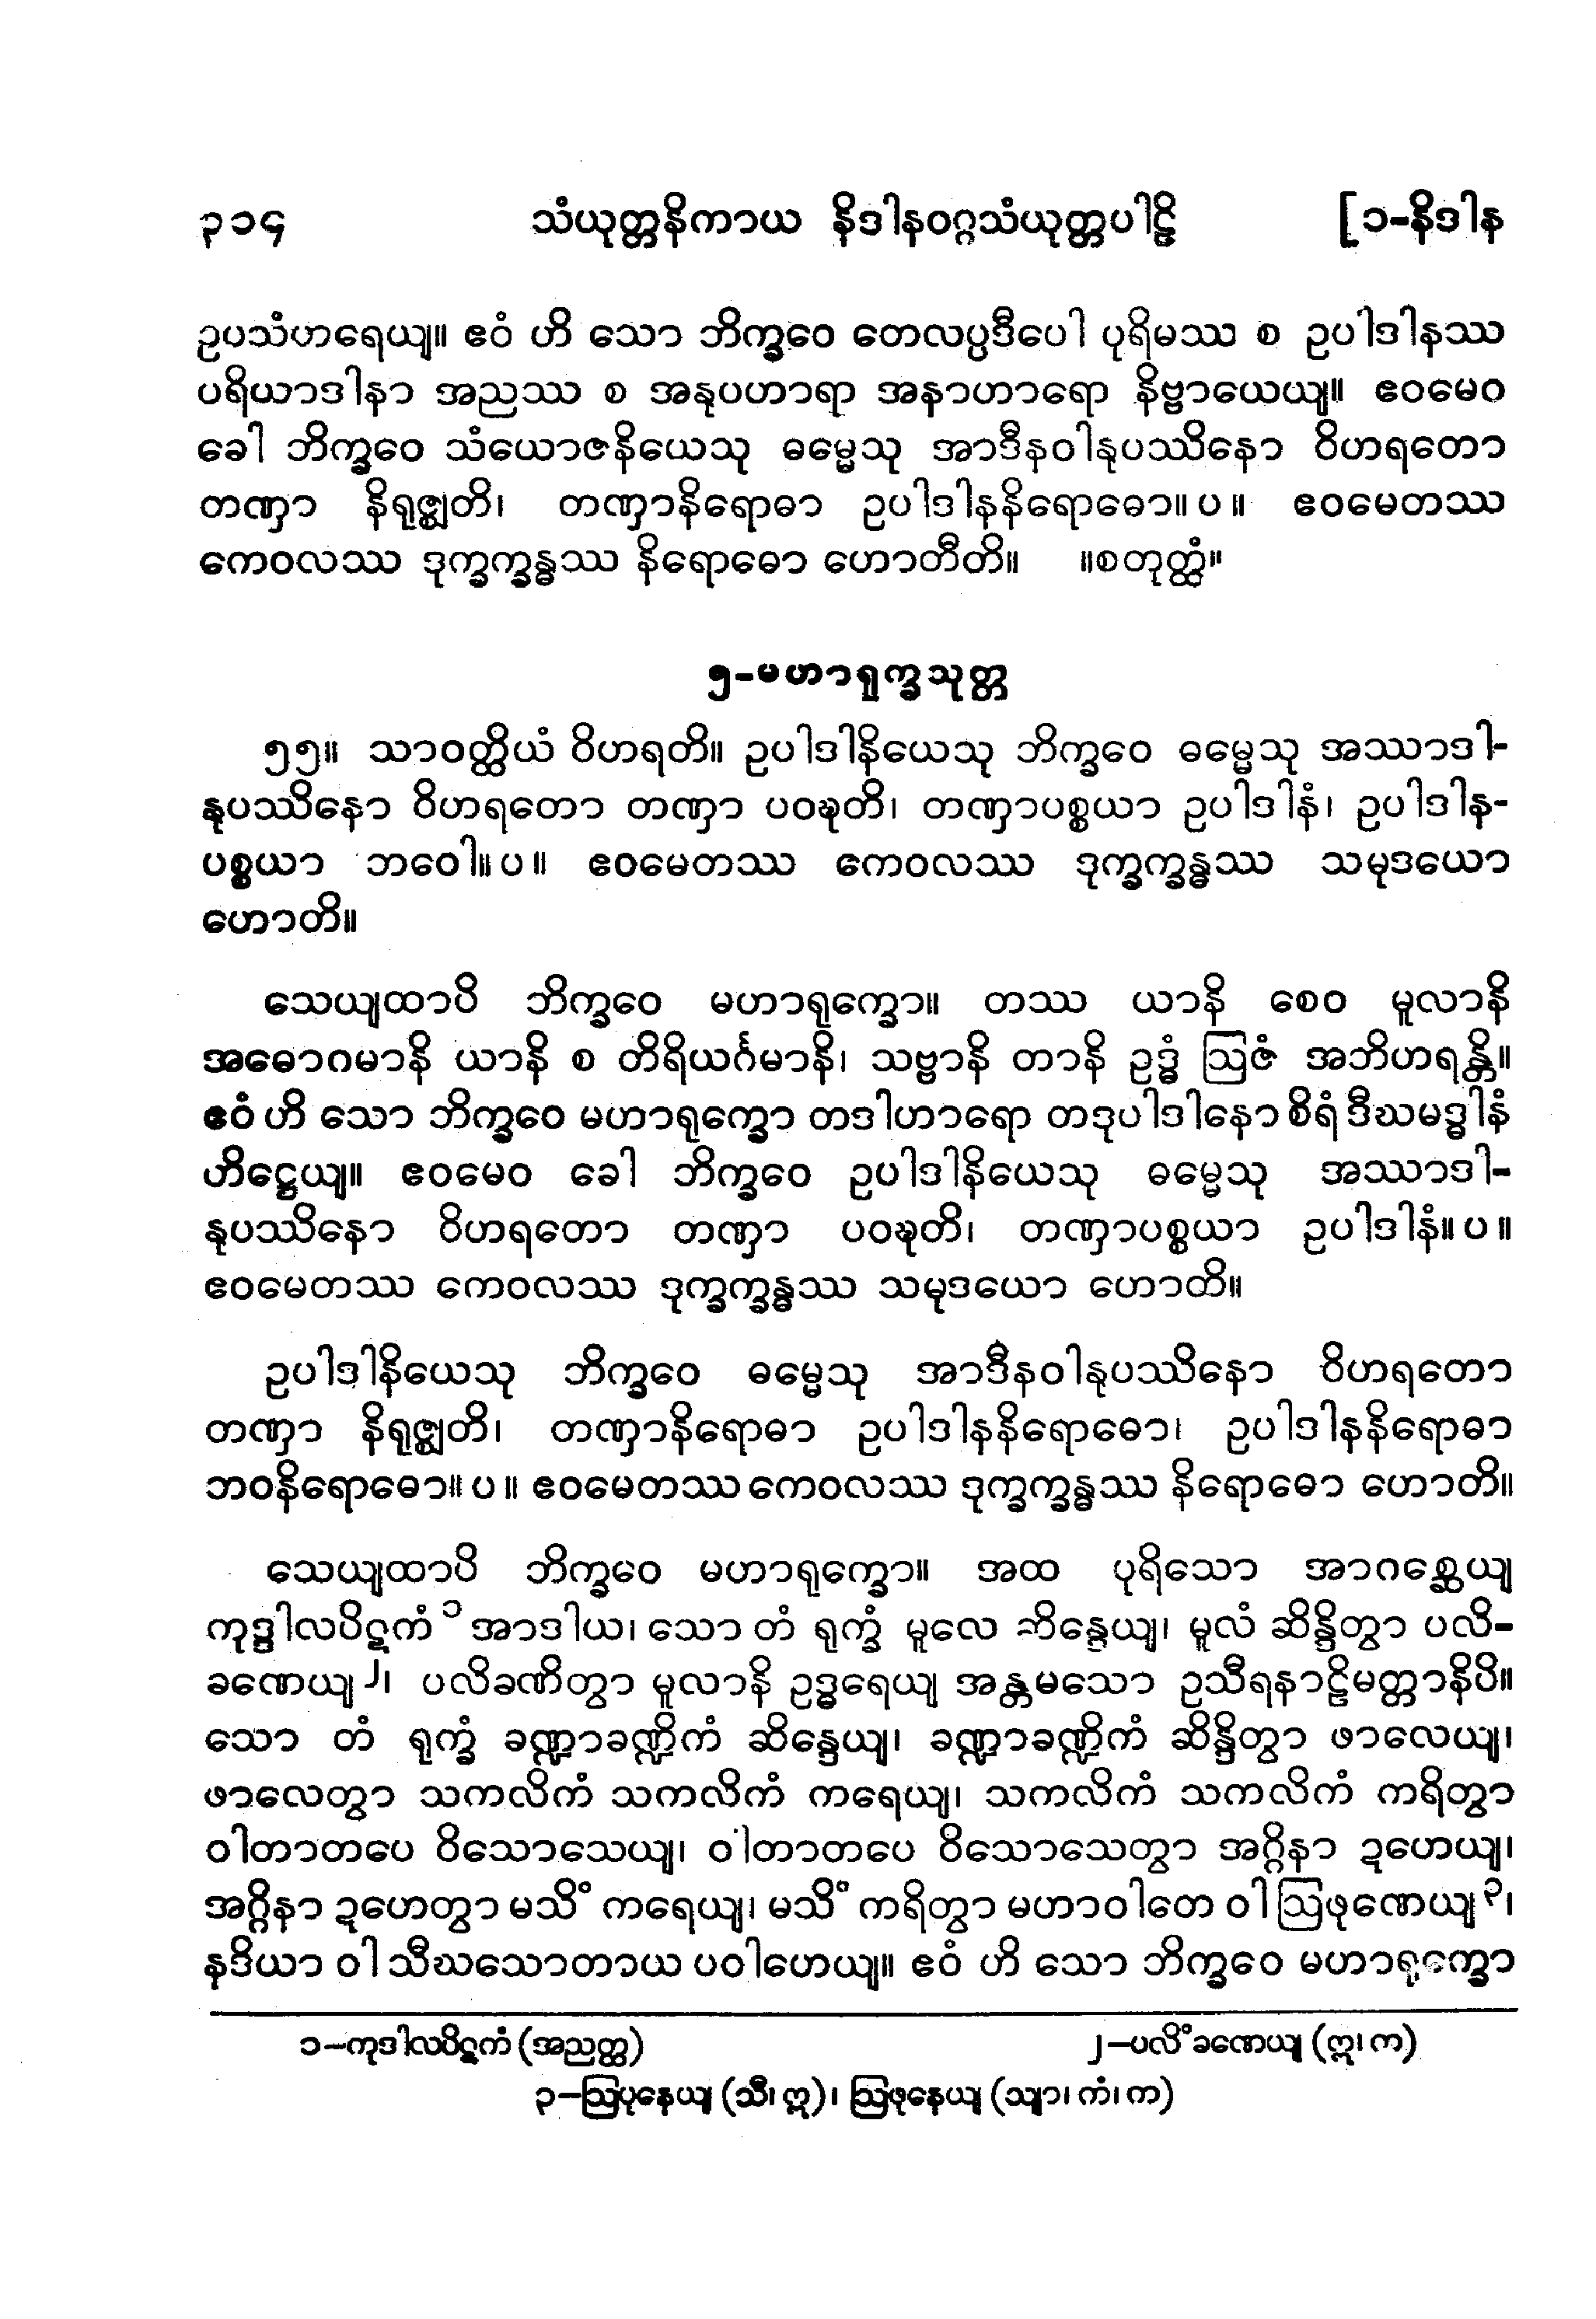 ၃၁၄ သံယုတ္တနိကာယ နိဒါနဝဂ္ဂသံယုတ္တပါဠိ [၁-နိဒါန
ဥပသံဟရေယျ။ ဧဝံ ဟိ သော ဘိက္ခဝေ တေလပ္ပဒီပေါ ပုရိမဿ စ ဥပါဒါနဿ
ပရိယာဒါနာ အညဿ စ အနုပဟာရာ အနာဟာရော နိဗ္ဗာယေယျ။ ဧဝမေဝ
ခေါ ဘိက္ခဝေ သံယောဇနိယေသု ဓမ္မေသု အာဒီနဝါနုပဿိနော ဝိဟရတော
တဏှာ နိရုဇ္ဈတိ၊ တဏှာနိရောဓာ ဥပါဒါနနိရောဓော။ပ။ ဧဝမေတဿ
ကေဝလဿ ဒုက္ခက္ခန္ဓဿ နိရောဓော ဟောတီတိ။ ။စတုတ္ထံ။
၅-မဟာရုက္ခသုတ္တ
၅၅။ သာဝတ္ထိယံ ဝိဟရတိ။ ဥပါဒါနိယေသု ဘိက္ခဝေ ဓမ္မေသု အဿာဒါ-
နုပဿိနော ဝိဟရတော တဏှာ ပဝဍ္ဎတိ၊ တဏှာပစ္စယာ ဥပါဒါနံ၊ ဥပါဒါန-
ပစ္စယာ ဘဝေါ။ပ။ ဧဝမေတဿ ကေဝလဿ ဒုက္ခက္ခန္ဓဿ သမုဒယော
ဟောတိ။
သေယျထာပိ ဘိက္ခဝေ မဟာရုက္ခော။ တဿ ယာနိ စေဝ မူလာနိ
အဓောဂမာနိ ယာနိ စ တိရိယင်္ဂမာနိ၊ သဗ္ဗာနိ တာနိ ဥဒ္ဓံ ဩဇံ အဘိဟရန္တိ။
ဧဝံ ဟိ သော ဘိက္ခဝေ မဟာရုက္ခော တဒါဟာရော တဒုပါဒါနော စိရံ ဒီဃမဒ္ဓါနံ
တိဋ္ဌေယျ။ ဧဝမေဝ ခေါ ဘိက္ခဝေ ဥပါဒါနိယေသု ဓမ္မေသု အဿာဒါ-
နုပဿိနော ဝိဟရတော တဏှာ ပဝဍ္ဎတိ၊ တဏှာပစ္စယာ ဥပါဒါနံ။ပ။
ဧဝမေတဿ ကေဝလဿ ဒုက္ခက္ခန္ဓဿ သမုဒယော ဟောတိ။
ဥပါဒါနိယေသု ဘိက္ခဝေ ဓမ္မေသု အာဒီနဝါနုပဿိနော ဝိဟရတော
တဏှာ နိရုဇ္ဈတိ၊ တဏှာနိရောဓာ ဥပါဒါနနိရောဓော၊ ဥပါဒါနနိရောဓာ
ဘဝနိရောဓော။ပ။ ဧဝမေတဿ ကေဝလဿ ဒုက္ခက္ခန္ဓဿ နိရောဓော ဟောတိ။
သေယျထာပိ ဘိက္ခဝေ မဟာရုက္ခော။ အထ ပုရိသော အာဂစ္ဆေယျ
ကုဒ္ဒါလပိဋကံ ၁ အာဒါယ၊ သော တံ ရုက္ခံ မူလေ ဆိန္ဒေယျ၊ မူလံ ဆိန္ဒိတွာ ပလိ-
ခဏေယျ ၂၊ ပလိခဏိတွာ မူလာနိ ဥဒ္ဓရေယျ အန္တမသော ဥသီရနာဠိမတ္တာနိပိ။
သော တံ ရုက္ခံ ခဏ္ဍာခဏ္ဍိကံ ဆိန္ဒေယျ၊ ခဏ္ဍာခဏ္ဍိကံ ဆိန္ဒိတွာ ဖာလေယျ၊
ဖာလေတွာ သကလိကံ သကလိကံ ကရေယျ၊ သကလိကံ သကလိကံ ကရိတွာ
ဝါတာတပေ ဝိသောသေယျ၊ ဝါတာတပေ ဝိသောသေတွာ အဂ္ဂိနာ ဍဟေယျ၊
အဂ္ဂိနာ ဍဟေတွာ မသိံ ကရေယျ၊ မသိံ ကရိတွာ မဟာဝါတေ ဝါ ဩဖုဏေယျ ၃၊
နဒိယာ ဝါ သီဃသောတာယ ပဝါဟေယျ။ ဧဝံ ဟိ သော ဘိက္ခဝေ မဟာရုက္ခော
၁-ကုဒါလပိဋကံ (အညတ္ထ) ၂-ပလိံခဏေယျ (ဣ၊ က)
၃-ဩပုနေယျ (သီ၊ ဣ)၊ ဩဖုနေယျ (သျာ၊ ကံ၊ က)